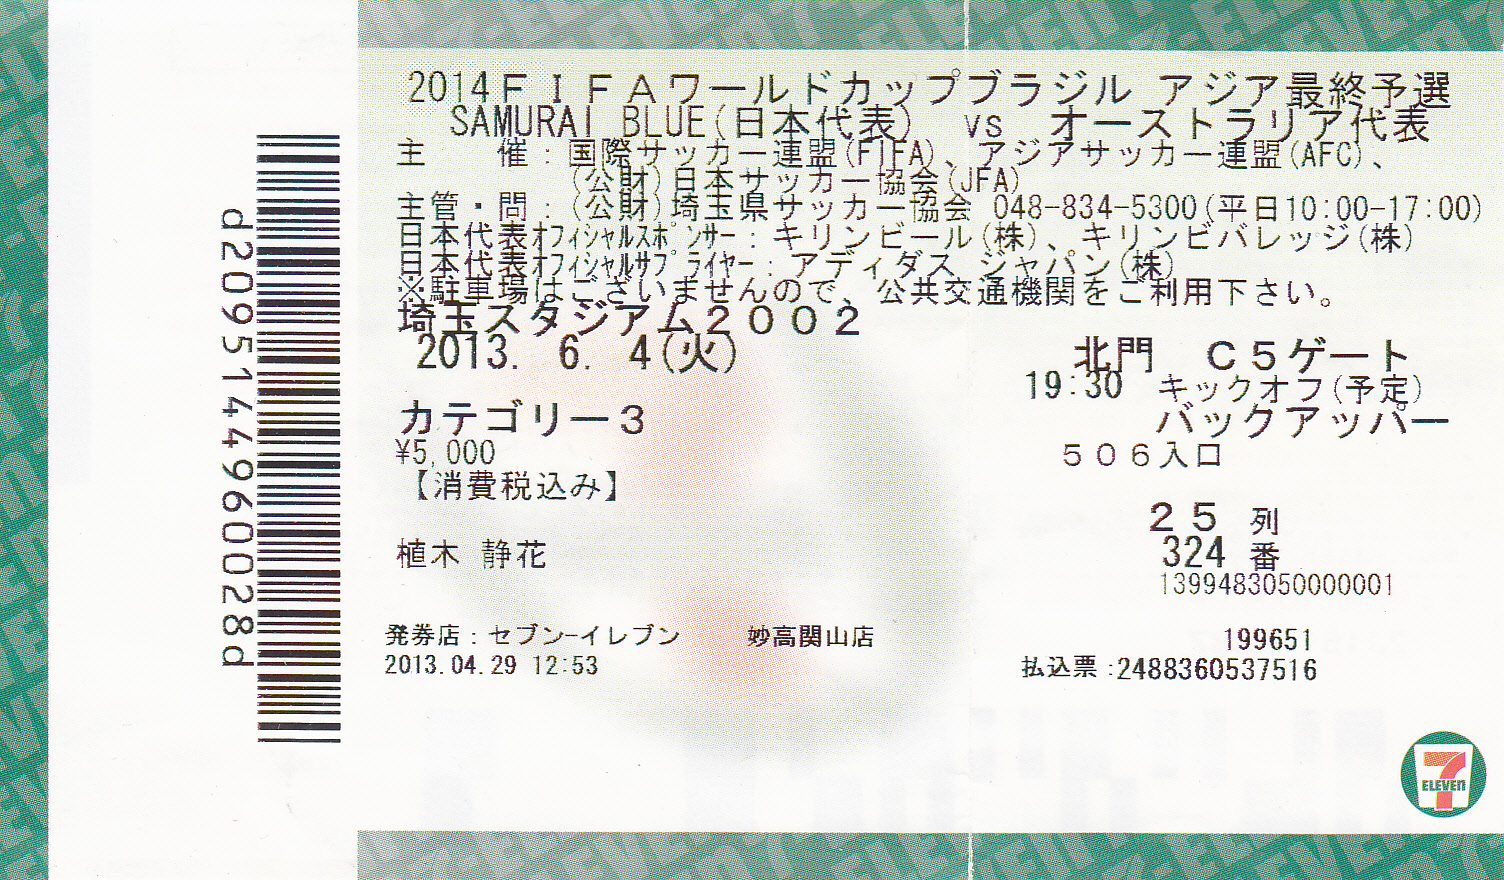 2014ＦＩＦＡワールドカップブラジル アジア最終予選
SAMURAI BLUE(日本代表) VS オーストラリア代表
主　　催：国際サッカー連盟(FIFA)、アジアサッカー連盟(AFC)、
(公財)日本サッカー協会(JFA)
主管・問：(公財)埼玉県サッカー協会 048-834-5300(平日10:00-17:00)
日本代表ｵﾌｨｼｬﾙｽﾎﾟﾝｻｰ：キリンビール(株)、キリンビバレッジ(株)
日本代表ｵﾌｨｼｬﾙｻﾌﾟﾗｲﾔｰ：アディダス ジャパン(株)
※駐車場はございませんので、公共交通機関をご利用下さい。
埼玉スタジアム２００２
2013. 6. 4(火)
北門　Ｃ５ゲート
19:30 キックオフ(予定)
カテゴリー３
バックアッパー
¥5,000
５０６入口
【消費税込み】
２５ 列
324 番
植木 静花
1399483050000001
発券店：セブン-イレブン 妙高関山店
199651
2013.04.29 12:53
払込票:2488360537516
d20951449600028d
7
ELEVEN